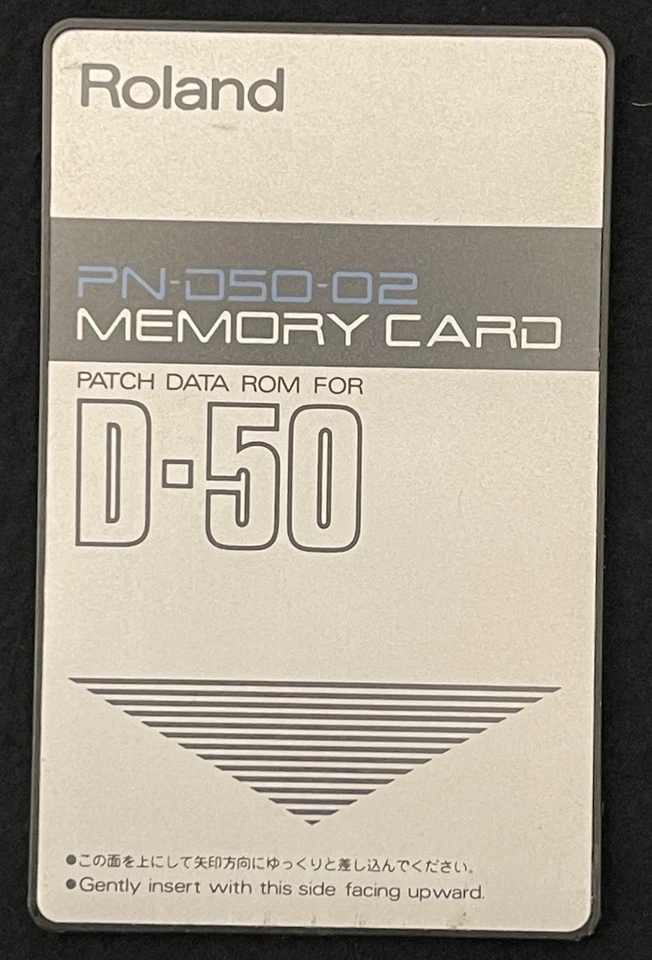 Roland
PN-D50-02
MEMORY CARD
PATCH DATA ROM FOR
D-50
●この面を上にして矢印方向にゆっくりと差し込んでください。
●Gently insert with this side facing upward.